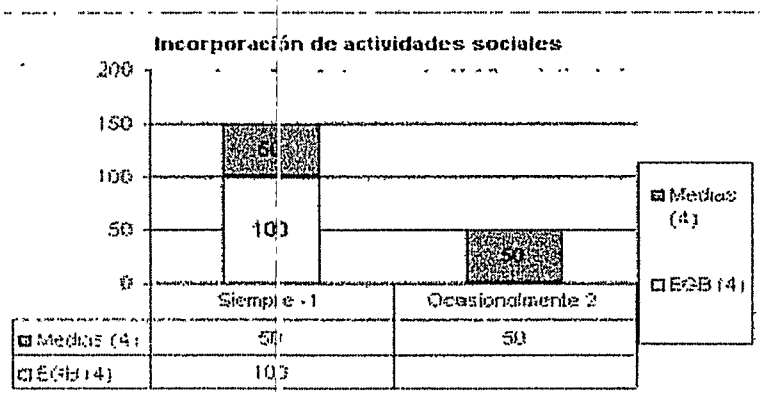 Incorporación de actividades sociales
200
150
100
50
0
50
100
50
Siempre - 1
Ocasionalmente 2
Medias (4)
EGB (4)
Medias (4) 50 50
EGB (4) 100